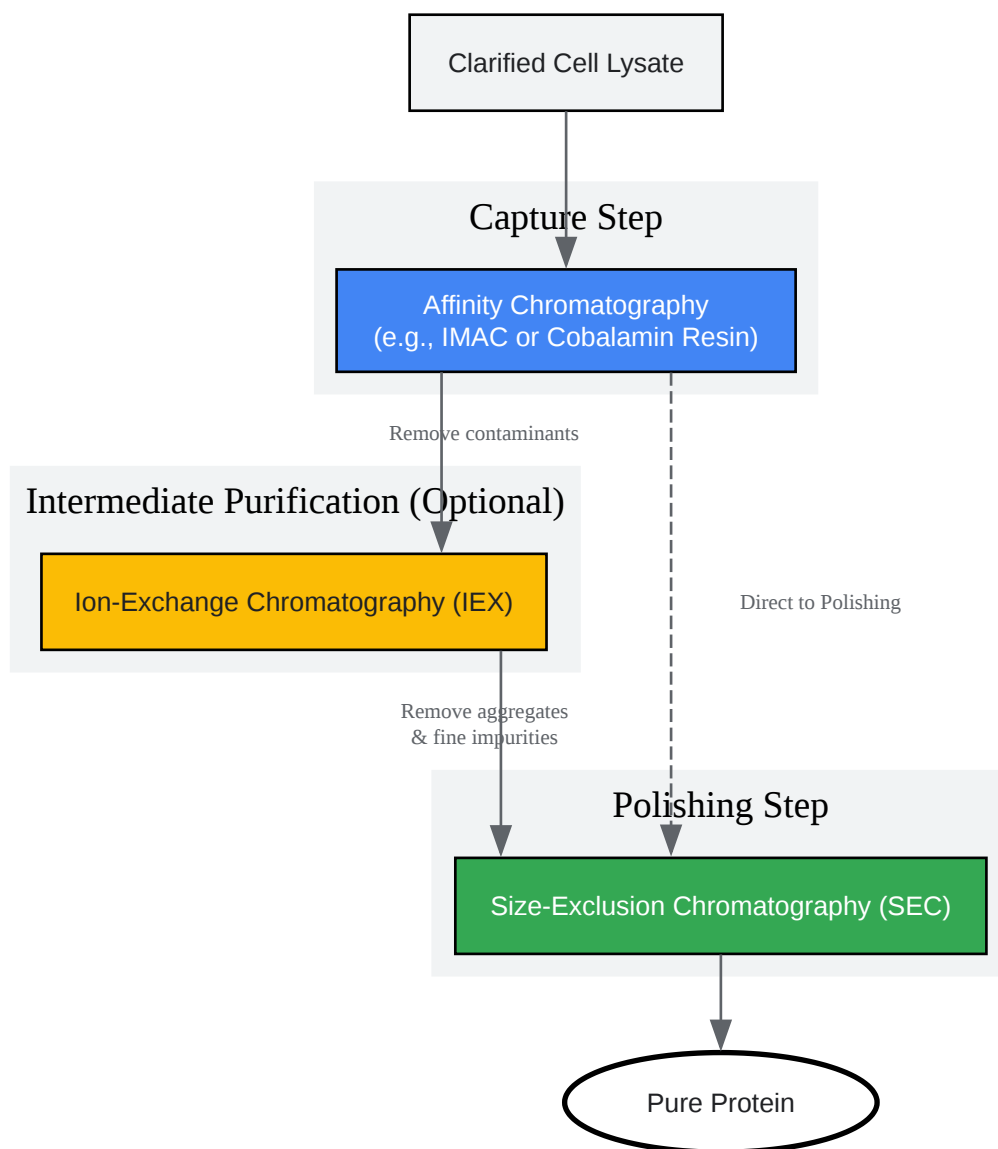 Clarified Cell Lysate
Capture Step
Affinity Chromatography
(e.g., IMAC or Cobalamin Resin)
Remove contaminants
Intermediate Purification (Optional)
Ion-Exchange Chromatography (IEX)
Direct to Polishing
Remove aggregates
& fine impurities
Polishing Step
Size-Exclusion Chromatography (SEC)
Pure Protein